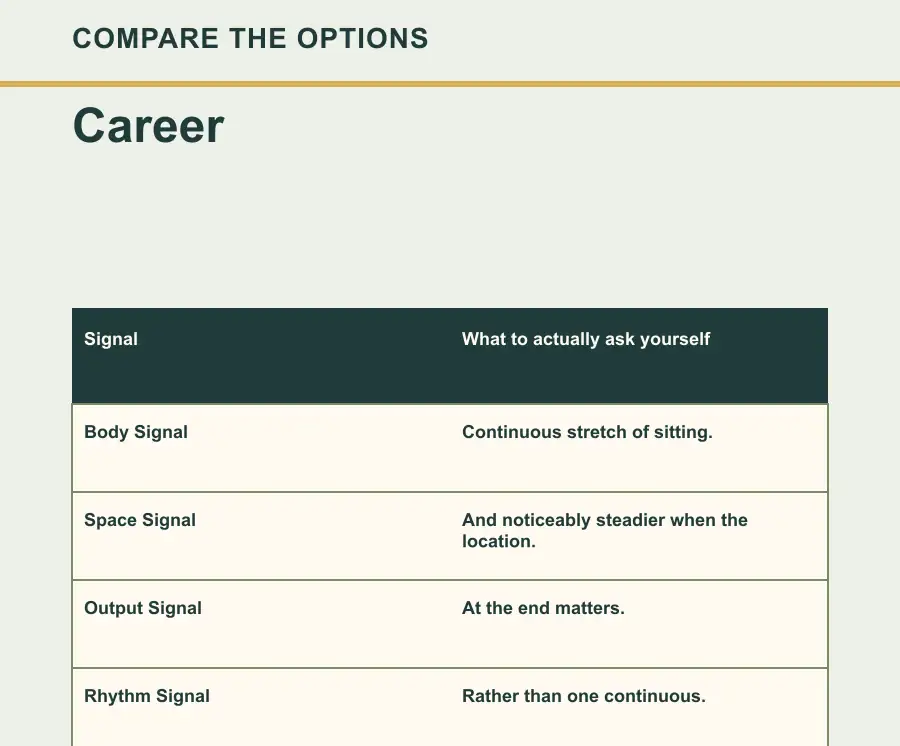 COMPARE THE OPTIONS
Career
Signal
What to actually ask yourself
Body Signal
Continuous stretch of sitting.
Space Signal
And noticeably steadier when the
location.
Output Signal
At the end matters.
Rhythm Signal
Rather than one continuous.